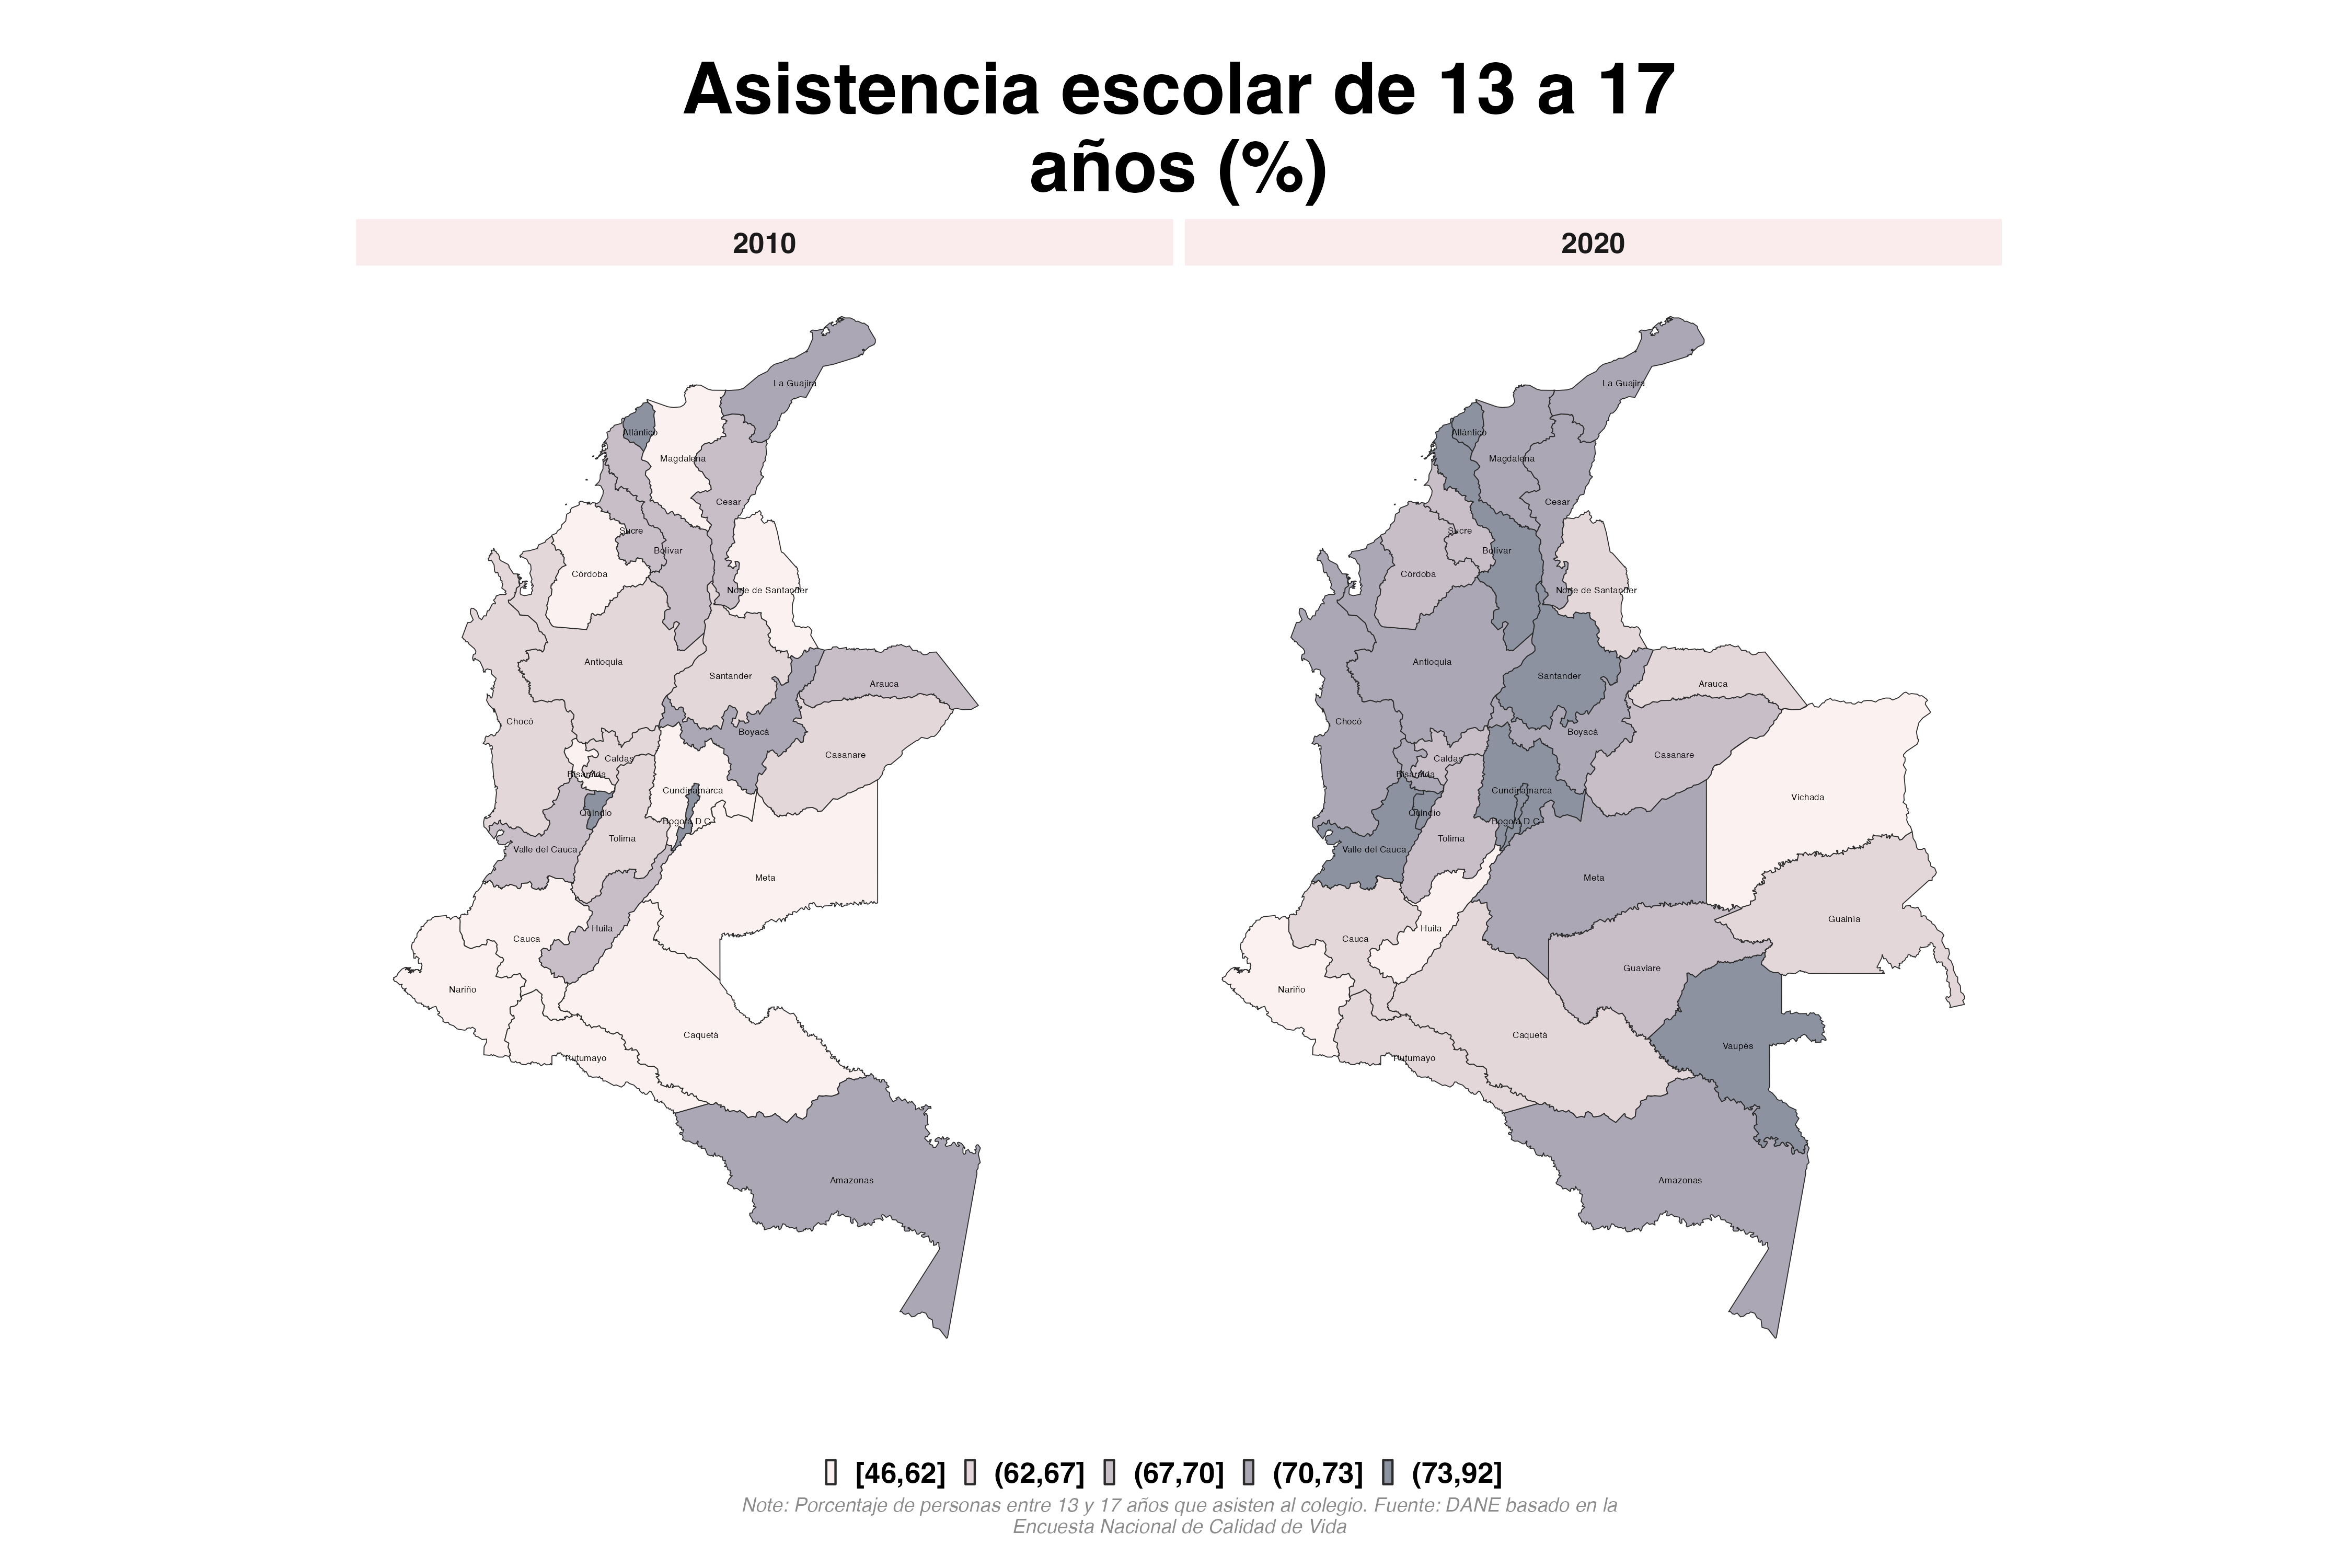 Asistencia escolar de 13 a 17
años (%)
2010
2020
La Guajira
Atlántico
Magdalena
Cesar
Sucre
Bolívar
Córdoba
Norte de Santander
Antioquia
Santander
Arauca
Chocó
Boyacá
Caldas
Casanare
Risaralda
Cundinamarca
Quindío
Bogotá D.C.
Tolima
Valle del Cauca
Meta
Huila
Cauca
Nariño
Caquetá
Putumayo
Amazonas
La Guajira
Atlántico
Magdalena
Cesar
Sucre
Bolívar
Córdoba
Norte de Santander
Antioquia
Santander
Arauca
Chocó
Boyacá
Caldas
Casanare
Risaralda
Cundinamarca
Vichada
Quindío
Bogotá D.C.
Tolima
Valle del Cauca
Meta
Guainía
Huila
Cauca
Guaviare
Nariño
Caquetá
Vaupés
Putumayo
Amazonas
[46,62] (62,67] (67,70] (70,73] (73,92]
Note: Porcentaje de personas entre 13 y 17 años que asisten al colegio. Fuente: DANE basado en la
Encuesta Nacional de Calidad de Vida